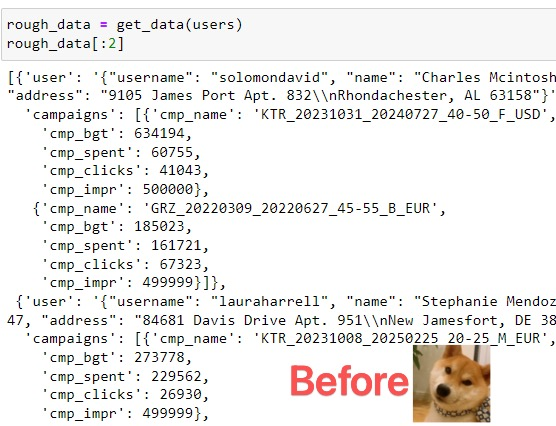 rough_data = get_data(users)
rough_data[:2]
[{'user': '{"username": "solomondavid", "name": "Charles Mcintosh
"address": "9105 James Port Apt. 832\\nRhondachester, AL 63158"}'
'campaigns': [{'cmp_name': 'KTR_20231031_20240727_40-50_F_USD',
'cmp_bgt': 634194,
'cmp_spent': 60755,
'cmp_clicks': 41043,
'cmp_impr': 500000},
{'cmp_name': 'GRZ_20220309_20220627_45-55_B_EUR',
'cmp_bgt': 185023,
'cmp_spent': 161721,
'cmp_clicks': 67323,
'cmp_impr': 499999}]},
{'user': '{"username": "lauraharrell", "name": "Stephanie Mendoz
47, "address": "84681 Davis Drive Apt. 951\\nNew Jamesfort, DE 38
'campaigns': [{'cmp_name': 'KTR_20231008_20250225_20-25_M_EUR',
'cmp_bgt': 273778,
'cmp_spent': 229562,
'cmp_clicks': 26930,
'cmp_impr': 499999},
Before